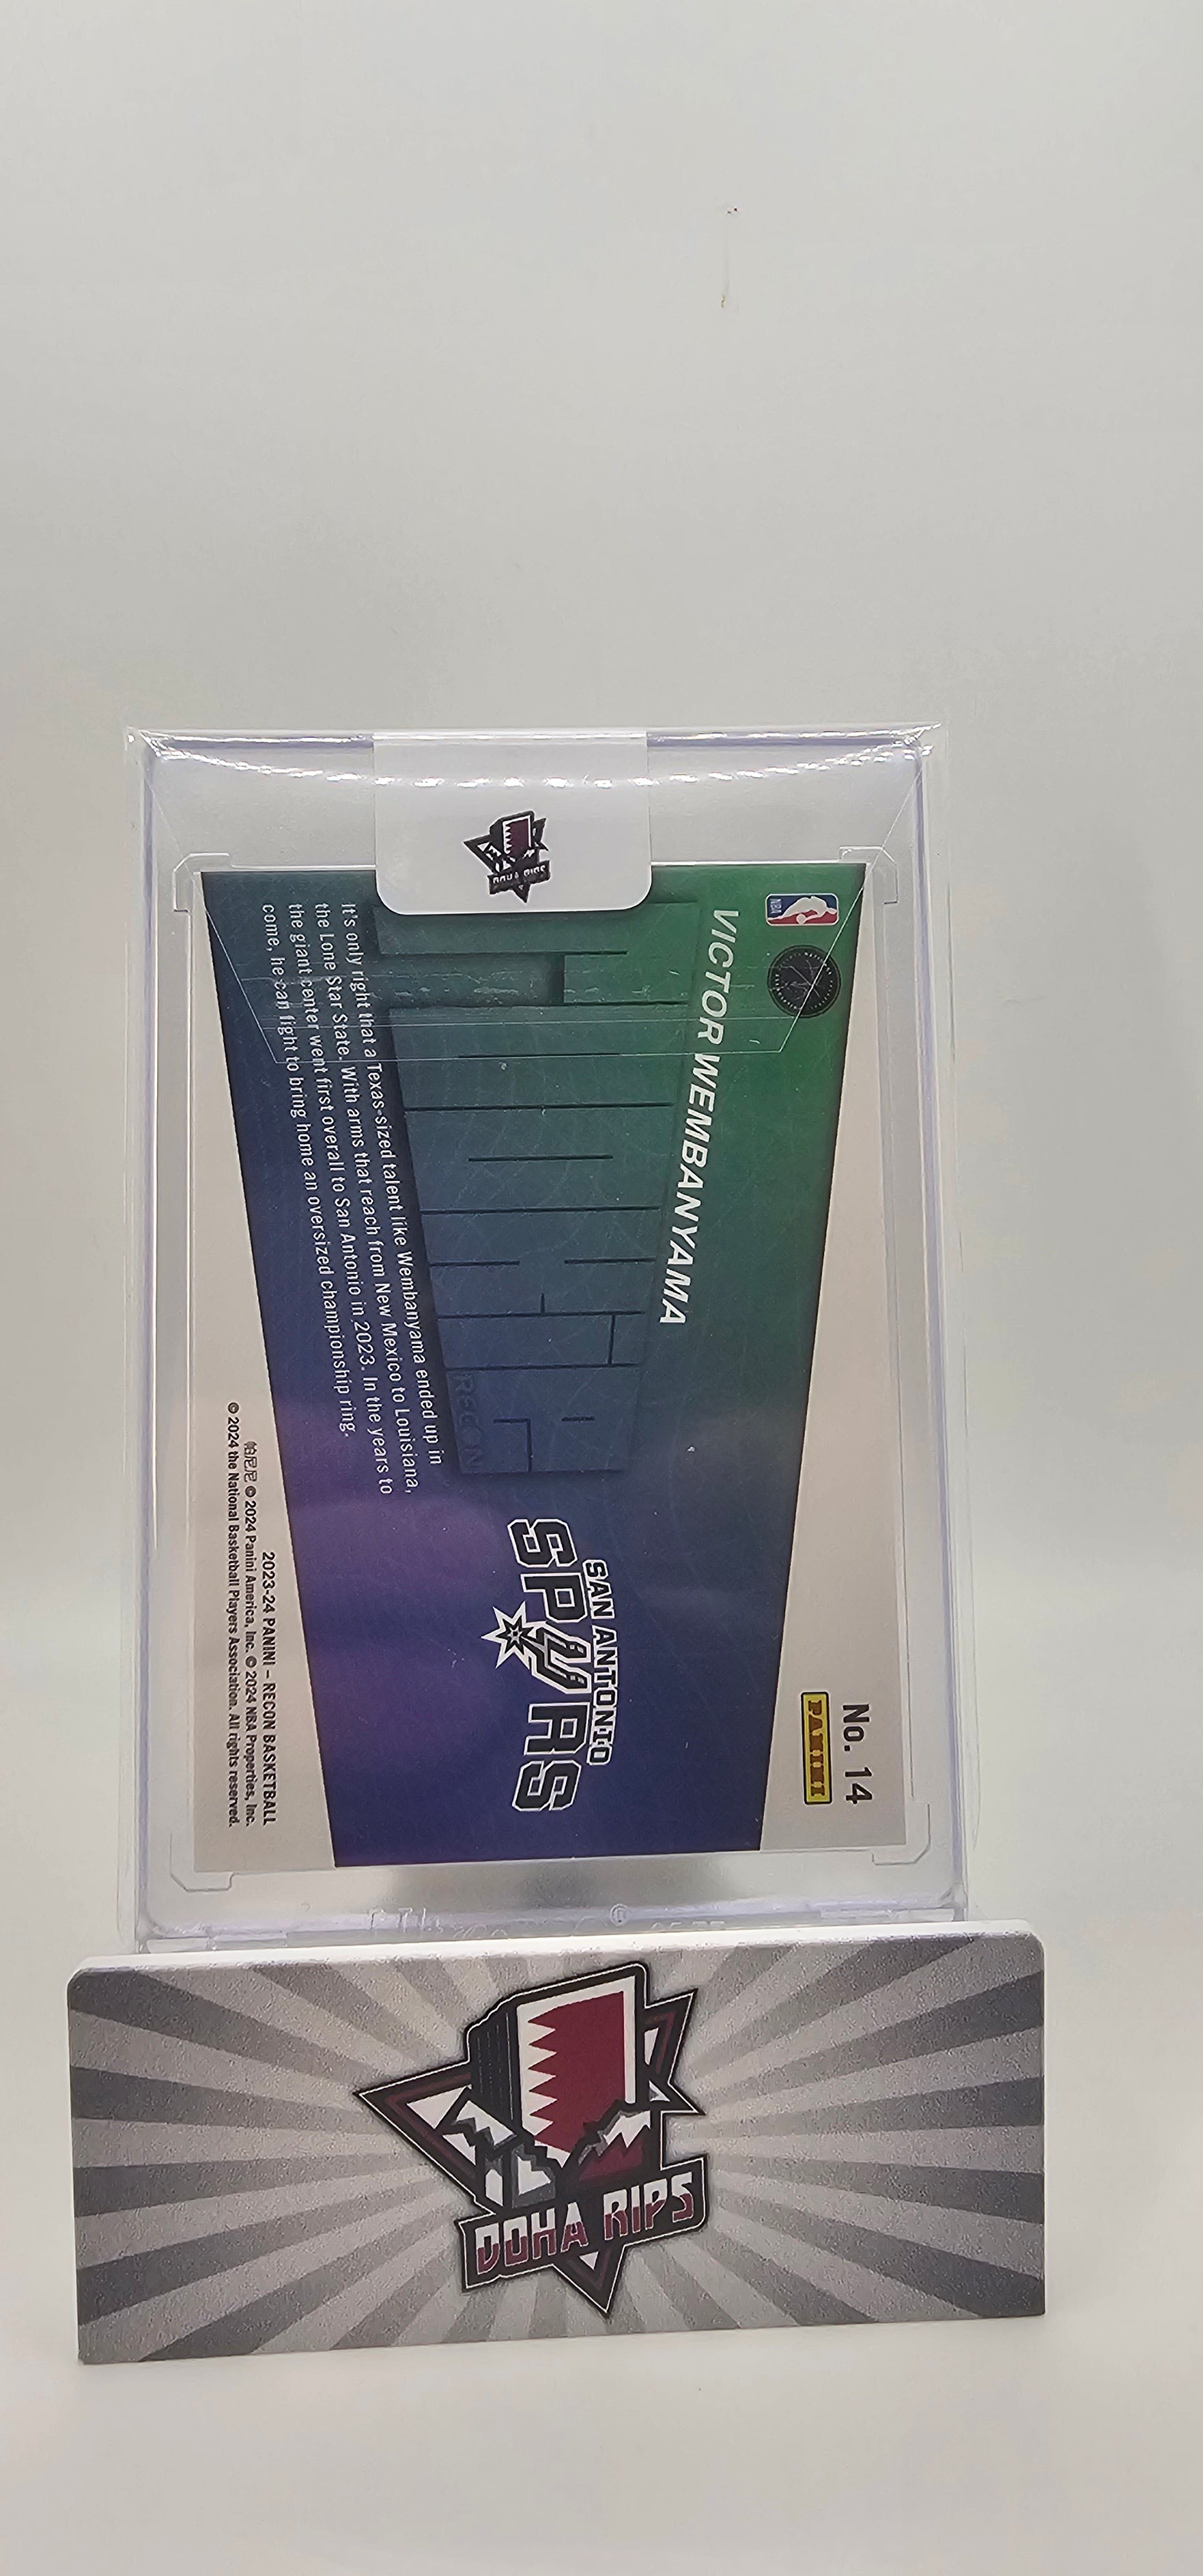 DOHA RIPS
NBA
VICTOR WEMBANYAMA
It's only right that a Texas-sized talent like Wembanyama ended up in
the Lone Star State. With arms that reach from New Mexico to Louisiana,
the giant center went first overall to San Antonio in 2023. In the years to
come, he can fight to bring home an oversized championship ring.
RECON
SAN ANTONIO
SPURS
No. 14
PANINI
2023-24 PANINI – RECON BASKETBALL
帕尼尼 © 2024 Panini America, Inc. © 2024 NBA Properties, Inc.
© 2024 the National Basketball Players Association. All rights reserved.
DOHA RIPS